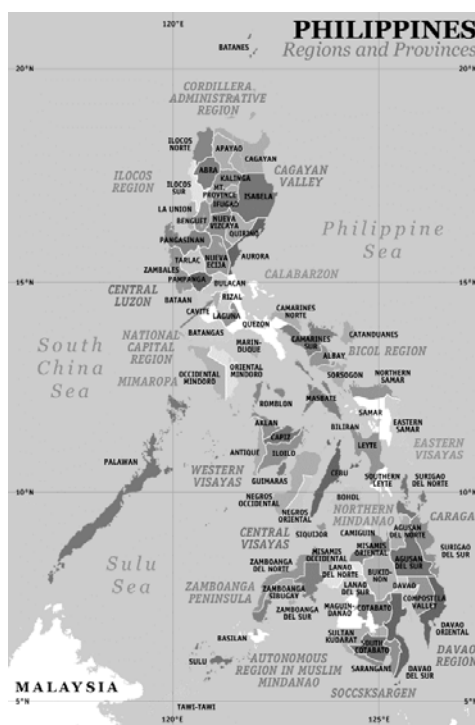 PHILIPPINES
Regions and Provinces
120°E
125°E
BATANES
20°N
20°N
CORDILLERA
ADMINISTRATIVE
REGION
ILOCOS
NORTE
APAYAO
CAGAYAN
ABRA
KALINGA
CAGAYAN
VALLEY
ILOCOS
REGION
ILOCOS
SUR
MT.
PROVINCE
ISABELA
IFUGAO
LA UNION
BENGUET
NUEVA
VIZCAYA
QUIRINO
Philippine
Sea
PANGASINAN
AURORA
TARLAC
NUEVA
ECIJA
ZAMBALES
PAMPANGA
15°N
15°N
CALABARZON
CENTRAL
LUZON
BULACAN
BATAAN
RIZAL
CAVITE
LAGUNA
CAMARINES
NORTE
QUEZON
BATANGAS
CAMARINES
SUR
CATANDUANES
NATIONAL
CAPITAL
REGION
MARIN-
DUQUE
ALBAY
BICOL REGION
South
China
Sea
MIMAROPA
OCCIDENTAL
MINDORO
ORIENTAL
MINDORO
SORSOGON
NORTHERN
SAMAR
ROMBLON
MASBATE
SAMAR
AKLAN
BILIRAN
EASTERN
SAMAR
CAPIZ
ANTIQUE
ILOILO
LEYTE
EASTERN
VISAYAS
PALAWAN
WESTERN
VISAYAS
GUIMARAS
CEBU
SOUTHERN
LEYTE
SURIGAO
DEL NORTE
10°N
10°N
NEGROS
OCCIDENTAL
BOHOL
NEGROS
ORIENTAL
NORTHERN
MINDANAO
CARAGA
CENTRAL
VISAYAS
SIQUIJOR
CAMIGUIN
AGUSAN
DEL NORTE
MISAMIS
OCCIDENTAL
MISAMIS
ORIENTAL
SURIGAO
DEL SUR
Sulu
Sea
ZAMBOANGA
DEL NORTE
LANAO
DEL NORTE
AGUSAN
DEL SUR
BUKID-
NON
ZAMBOANGA
PENINSULA
ZAMBOANGA
SIBUGAY
LANAO
DEL SUR
DAVAO
COMPOSTELA
VALLEY
ZAMBOANGA
DEL SUR
MAGUIN-
DANAO
COTABATO
DAVAO
ORIENTAL
BASILAN
SULTAN
KUDARAT
SOUTH
COTABATO
DAVAO
REGION
SULU
AUTONOMOUS
REGION IN MUSLIM
MINDANAO
SARANGANI
DAVAO
DEL SUR
MALAYSIA
SOCCSKSARGEN
5°N
5°N
TAWI-TAWI
120°E
125°E